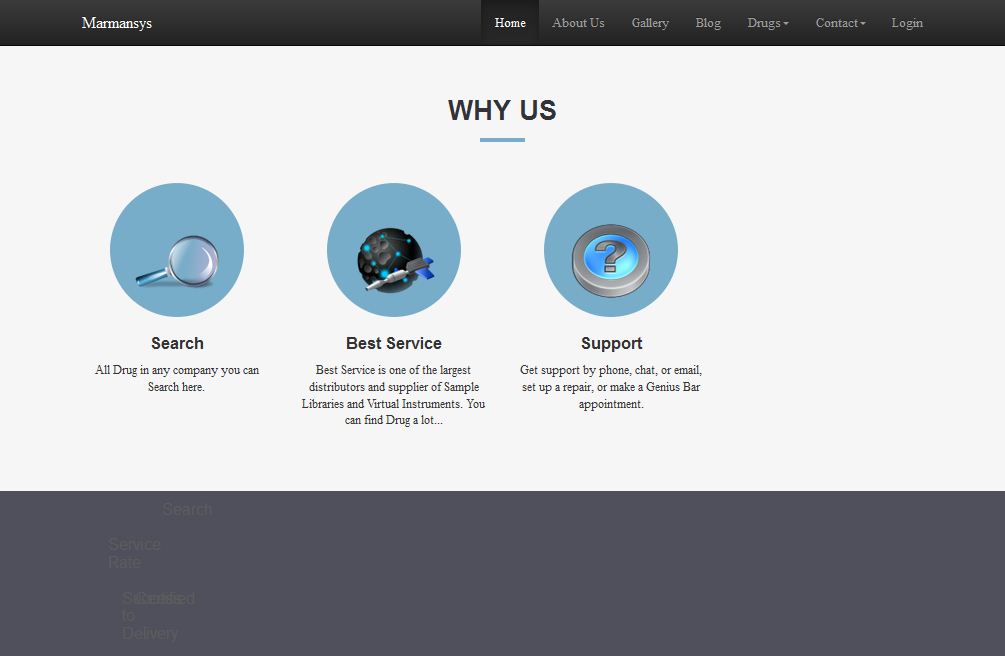 Marmansys Home About Us Gallery Blog Drugs Contact Login
WHY US
Search
All Drug in any company you can
Search here.
Best Service
Best Service is one of the largest
distributors and supplier of Sample
Libraries and Virtual Instruments. You
can find Drug a lot...
Support
Get support by phone, chat, or email,
set up a repair, or make a Genius Bar
appointment.
Search
Service
Rate
to
Delivery